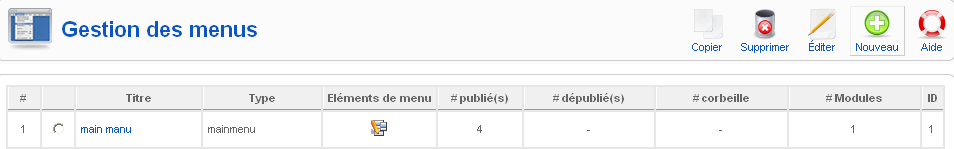 Gestion des menus
Copier Supprimer Éditer Nouveau Aide
# Titre Type Eléments de menu # publié(s) # dépublié(s) # corbeille # Modules ID
1 main manu mainmenu 4 - - 1 1